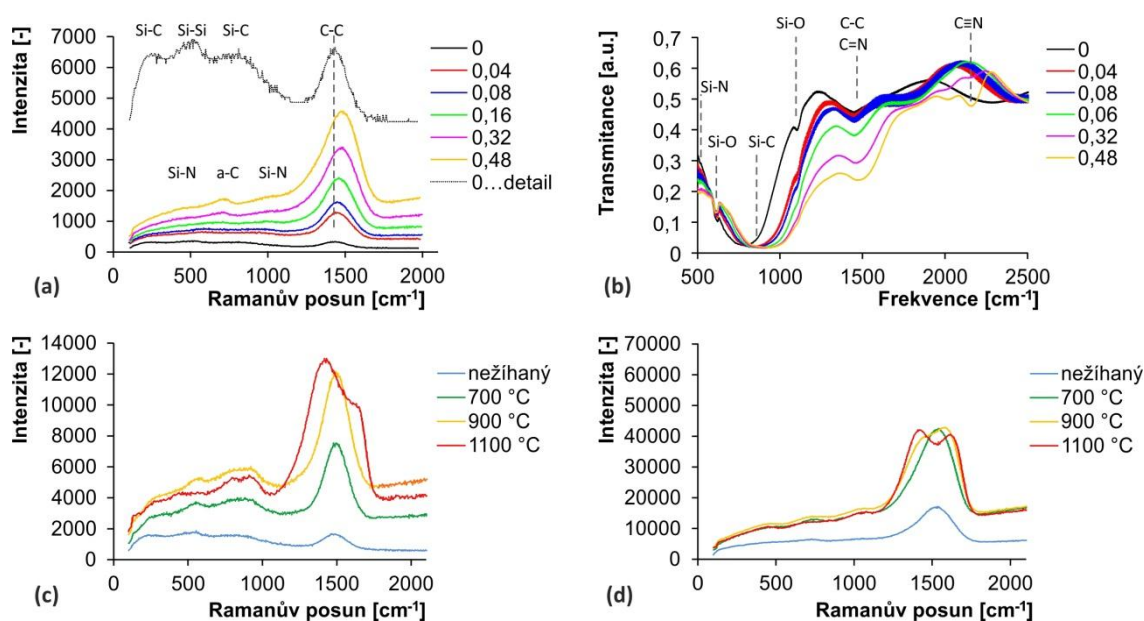 Si-C Si-Si Si-C C-C
Intenzita [-]
7000
6000
5000
4000
3000
2000
1000
0
Si-N a-C Si-N
0
0,04
0,08
0,16
0,32
0,48
0...detail
0 500 1000 1500 2000
Ramanův posun [cm-1]
(a)
Si-O C-C C≡N
C=N
Si-N
Si-O
Si-C
Transmitance [a.u.]
0,7
0,6
0,5
0,4
0,3
0,2
0,1
0
0
0,04
0,08
0,06
0,32
0,48
500 1000 1500 2000 2500
Frekvence [cm-1]
(b)
Intenzita [-]
14000
12000
10000
8000
6000
4000
2000
0
nežíhaný
700 °C
900 °C
1100 °C
0 500 1000 1500 2000
Ramanův posun [cm-1]
(c)
Intenzita [-]
70000
60000
50000
40000
30000
20000
10000
0
nežíhaný
700 °C
900 °C
1100 °C
0 500 1000 1500 2000
Ramanův posun [cm-1]
(d)